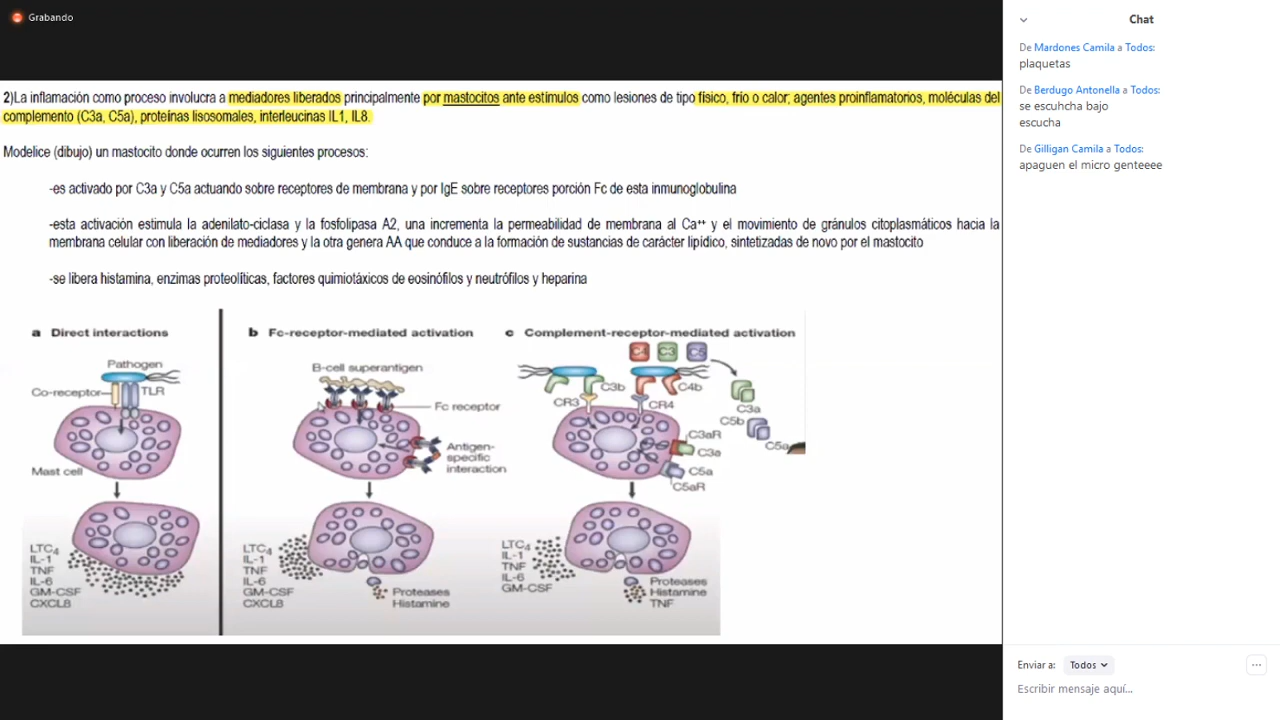 Grabando
2)La inflamación como proceso involucra a mediadores liberados principalmente por mastocitos ante estímulos como lesiones de tipo físico, frío o calor; agentes proinflamatorios, moléculas del
complemento (C3a, C5a), proteínas lisosomales, interleucinas IL1, IL8.
Modelice (dibujo) un mastocito donde ocurren los siguientes procesos:
-es activado por C3a y C5a actuando sobre receptores de membrana y por IgE sobre receptores porción Fc de esta inmunoglobulina
-esta activación estimula la adenilato-ciclasa y la fosfolipasa A2, una incrementa la permeabilidad de membrana al Ca++ y el movimiento de gránulos citoplasmáticos hacia la
membrana celular con liberación de mediadores y la otra genera AA que conduce a la formación de sustancias de carácter lipídico, sintetizadas de novo por el mastocito
-se libera histamina, enzimas proteolíticas, factores quimiotáxicos de eosinófilos y neutrófilos y heparina
a Direct interactions
Pathogen
Co-receptor
TLR
Mast cell
LTC4
IL-1
TNF
IL-6
GM-CSF
CXCL8
b Fc-receptor-mediated activation
B-cell superantigen
Fc receptor
Antigen-
specific
interaction
LTC4
IL-1
TNF
IL-6
GM-CSF
CXCL8
Proteases
Histamine
c Complement-receptor-mediated activation
C4 C3 C5
C3b
C4b
CR3
CR4
C3a
C5b
C5a
C3aR
C3a
C5a
C5aR
LTC4
IL-1
TNF
IL-6
GM-CSF
Proteases
Histamine
TNF
Chat
De Mardones Camila a Todos:
plaquetas
De Berdugo Antonella a Todos:
se escuhcha bajo
escucha
De Gilligan Camila a Todos:
apaguen el micro genteeee
Enviar a: Todos
Escribir mensaje aquí...